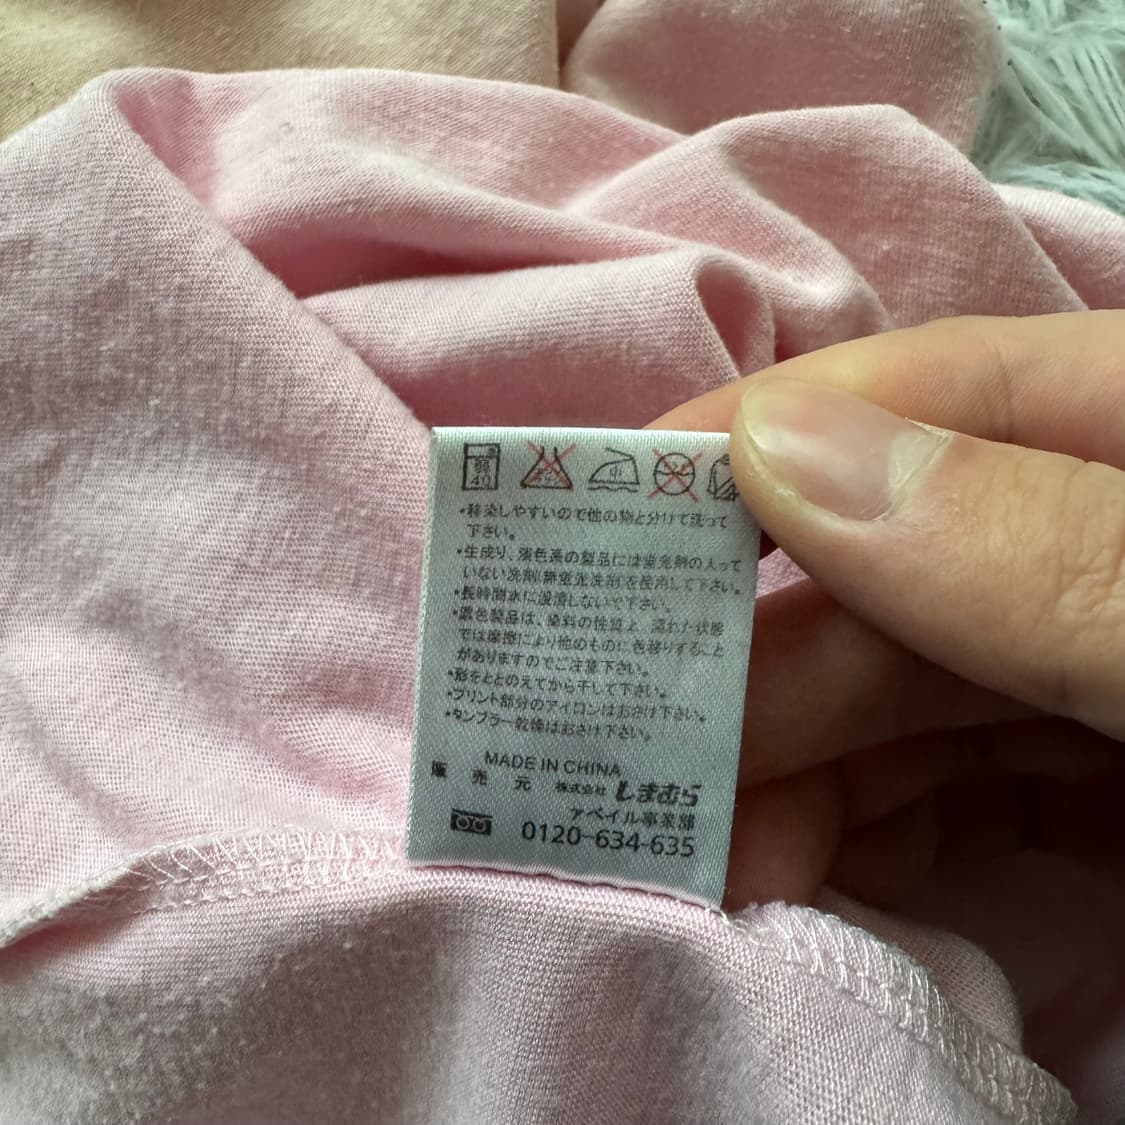 40 中
・移染しやすいので他の物と分けて洗って
下さい。
・生成り、淡色系の製品には蛍光剤の入って
いない洗剤(無蛍光洗剤)を使用して下さい。
・長時間水に浸漬しないで下さい。
・濃色製品は、染料の性質上、濡れた状態
では摩擦により他のものに色移りすること
がありますのでご注意下さい。
・形をととのえてから干して下さい。
・プリント部分のアイロンはおさけ下さい。
・タンブラー乾燥はおさけ下さい。
MADE IN CHINA
販売元 株式会社 しまむら
アベイル事業部
0120-634-635